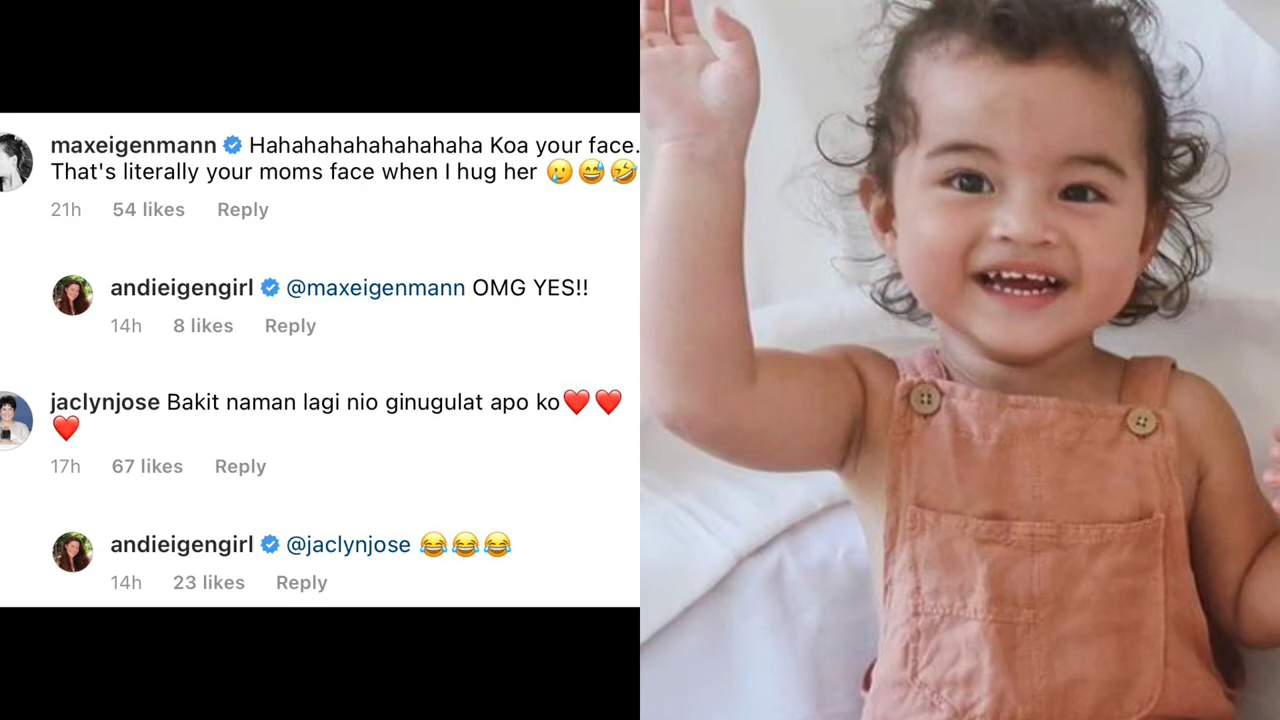 maxeigenmann Hahahahahahahahaha Koa your face.
That's literally your moms face when I hug her 🥲😅🤣
21h 54 likes Reply
andieigengirl @maxeigenmann OMG YES!!
14h 8 likes Reply
jaclynjose Bakit naman lagi nio ginugulat apo ko❤️❤️
❤️
17h 67 likes Reply
andieigengirl @jaclynjose 😂😂😂
14h 23 likes Reply